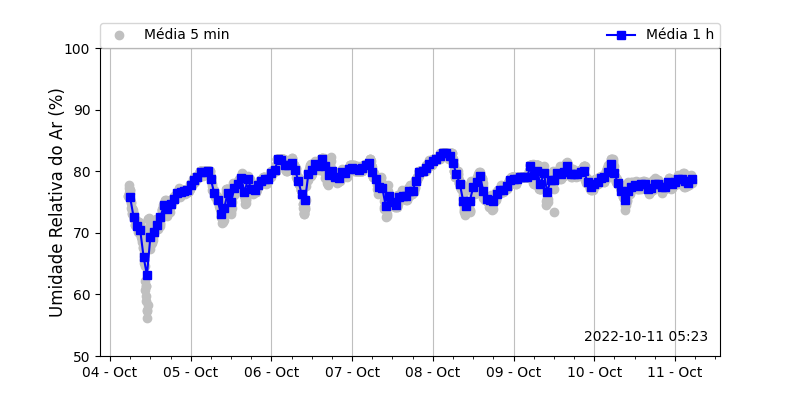 Média 5 min
Média 1 h
Umidade Relativa do Ar (%)
100
90
80
70
60
50
2022-10-11 05:23
04 - Oct
05 - Oct
06 - Oct
07 - Oct
08 - Oct
09 - Oct
10 - Oct
11 - Oct